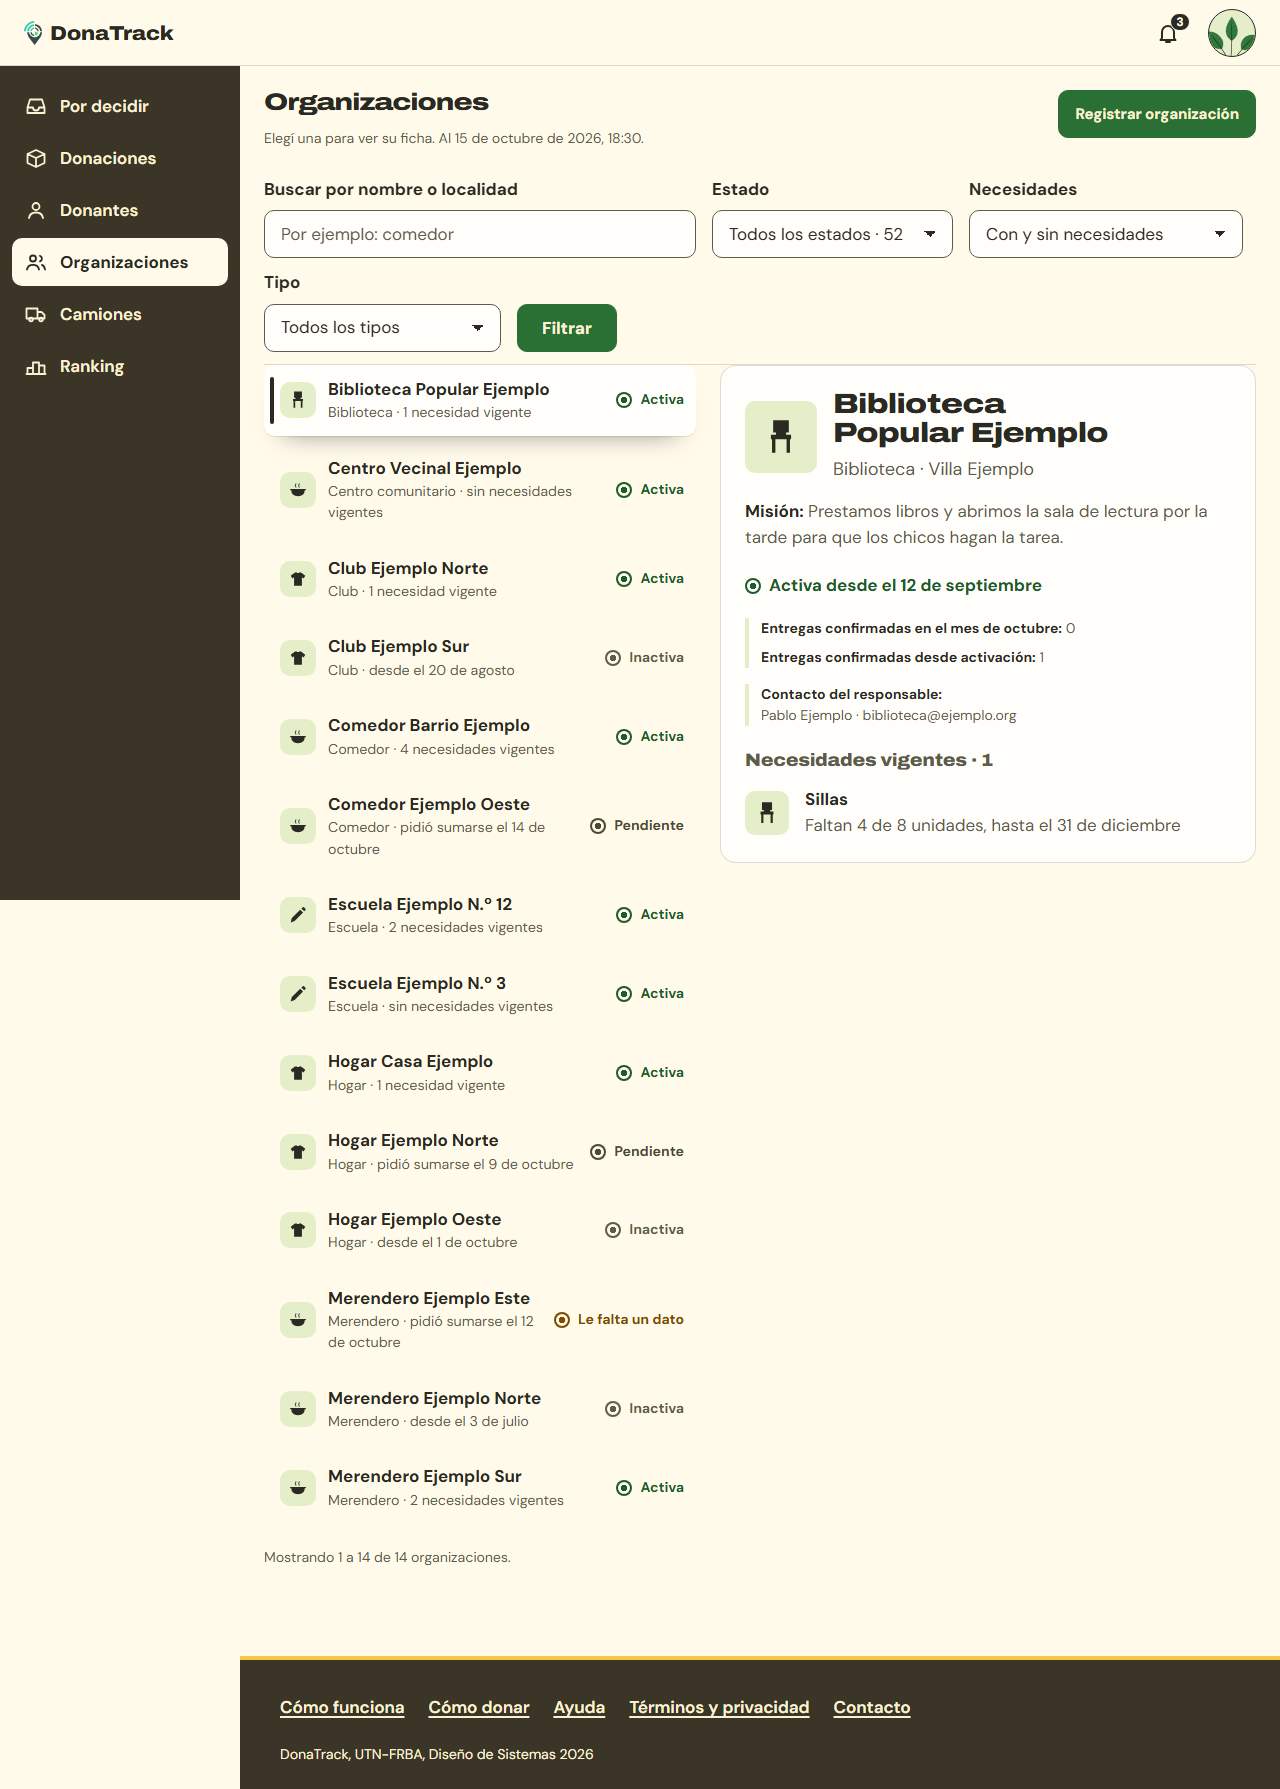 DonaTrack
3
Por decidir
Donaciones
Donantes
Organizaciones
Camiones
Ranking
Organizaciones
Elegí una para ver su ficha. Al 15 de octubre de 2026, 18:30.
Registrar organización
Buscar por nombre o localidad
Por ejemplo: comedor
Estado
Todos los estados · 52
Necesidades
Con y sin necesidades
Tipo
Todos los tipos
Filtrar
Biblioteca Popular Ejemplo
Biblioteca · 1 necesidad vigente
Activa
Centro Vecinal Ejemplo
Centro comunitario · sin necesidades
vigentes
Activa
Club Ejemplo Norte
Club · 1 necesidad vigente
Activa
Club Ejemplo Sur
Club · desde el 20 de agosto
Inactiva
Comedor Barrio Ejemplo
Comedor · 4 necesidades vigentes
Activa
Comedor Ejemplo Oeste
Comedor · pidió sumarse el 14 de
octubre
Pendiente
Escuela Ejemplo N.º 12
Escuela · 2 necesidades vigentes
Activa
Escuela Ejemplo N.º 3
Escuela · sin necesidades vigentes
Activa
Hogar Casa Ejemplo
Hogar · 1 necesidad vigente
Activa
Hogar Ejemplo Norte
Hogar · pidió sumarse el 9 de octubre
Pendiente
Hogar Ejemplo Oeste
Hogar · desde el 1 de octubre
Inactiva
Merendero Ejemplo Este
Merendero · pidió sumarse el 12
de octubre
Le falta un dato
Merendero Ejemplo Norte
Merendero · desde el 3 de julio
Inactiva
Merendero Ejemplo Sur
Merendero · 2 necesidades vigentes
Activa
Mostrando 1 a 14 de 14 organizaciones.
Biblioteca
Popular Ejemplo
Biblioteca · Villa Ejemplo
Misión: Prestamos libros y abrimos la sala de lectura por la
tarde para que los chicos hagan la tarea.
Activa desde el 12 de septiembre
Entregas confirmadas en el mes de octubre: 0
Entregas confirmadas desde activación: 1
Contacto del responsable:
Pablo Ejemplo · biblioteca@ejemplo.org
Necesidades vigentes · 1
Sillas
Faltan 4 de 8 unidades, hasta el 31 de diciembre
Cómo funciona
Cómo donar
Ayuda
Términos y privacidad
Contacto
DonaTrack, UTN-FRBA, Diseño de Sistemas 2026